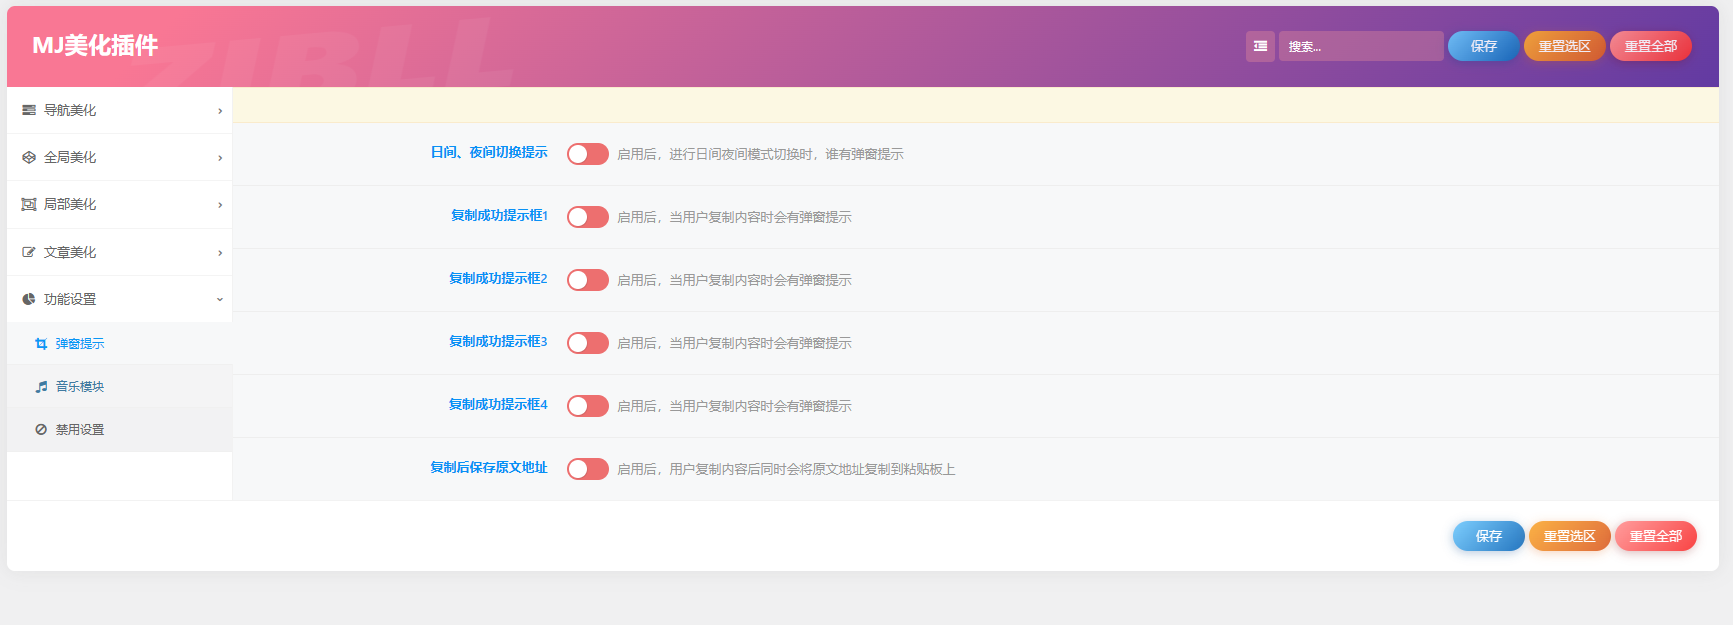 MJ美化插件
ZIBLL
搜索...
保存
重置选区
重置全部
导航美化
全局美化
局部美化
文章美化
功能设置
弹窗提示
音乐模块
禁用设置
日间、夜间切换提示
启用后，进行日间夜间模式切换时，谁有弹窗提示
复制成功提示框1
启用后，当用户复制内容时会有弹窗提示
复制成功提示框2
启用后，当用户复制内容时会有弹窗提示
复制成功提示框3
启用后，当用户复制内容时会有弹窗提示
复制成功提示框4
启用后，当用户复制内容时会有弹窗提示
复制后保存原文地址
启用后，用户复制内容后同时会将原文地址复制到粘贴板上
保存
重置选区
重置全部